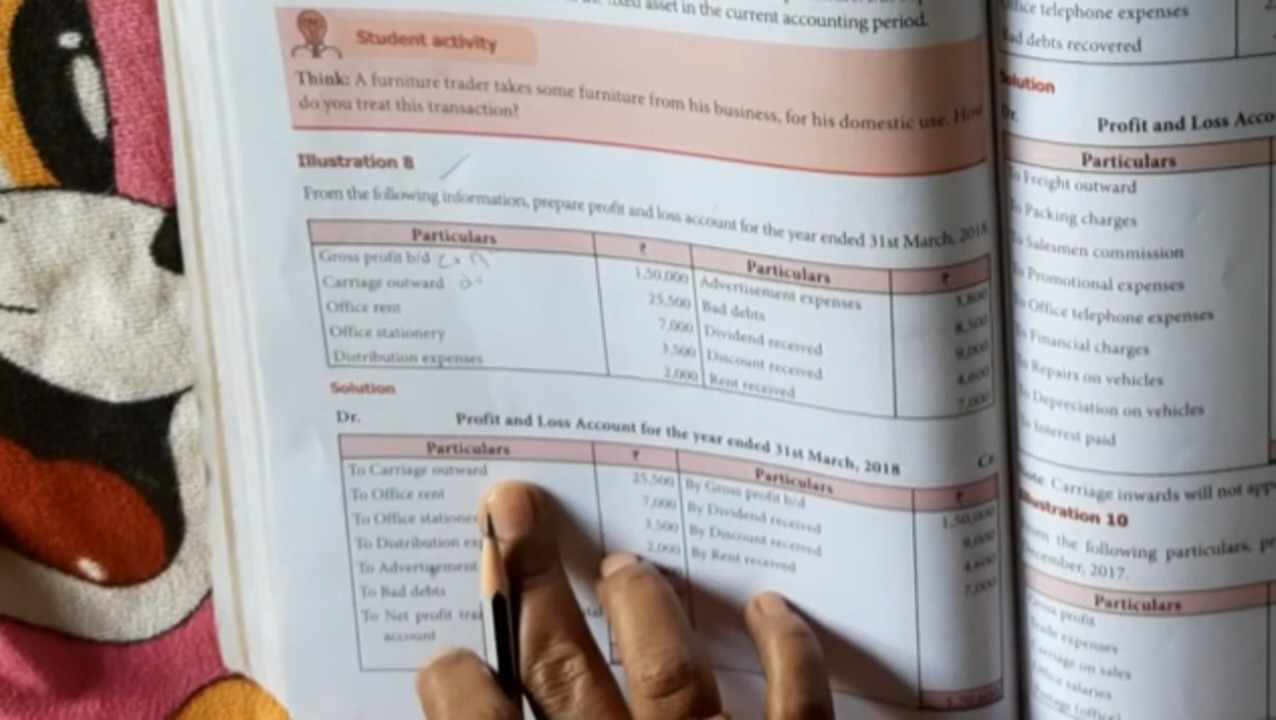 asset in the current accounting period.
Student activity
Think: A furniture trader takes some furniture from his business, for his domestic use. How
do you treat this transaction?
Illustration 8
From the following information, prepare profit and loss account for the year ended 31st March, 2018
Particulars ₹ Particulars ₹
Gross profit b/d 1,50,000 Advertisement expenses 3,800
Carriage outward 25,500 Bad debts 8,500
Office rent 7,000 Dividend received 9,000
Office stationery 3,500 Discount received 4,600
Distribution expenses 2,000 Rent received 7,000
Solution
Dr. Profit and Loss Account for the year ended 31st March, 2018 Cr
Particulars ₹ Particulars ₹
To Carriage outward 25,500 By Gross profit b/d 1,50,000
To Office rent 7,000 By Dividend received 9,000
To Office 3,500 By Discount received 4,600
To Distribution 2,000 By Rent received 7,000
To Advertisement
To Bad debts
To Net profit
account
telephone expenses
Bad debts recovered
Solution
Dr. Profit and Loss
Particulars
To Freight outward
To Packing charges
To Salesmen commission
To Promotional expenses
To Office telephone expenses
To Financial charges
To Repairs on vehicles
To Depreciation on vehicles
To Interest paid
Carriage inwards will not
Illustration 10
the following particulars,
December, 2017.
Particulars
Gross profit
Trade expenses
Carriage on sales
Office salaries
(office)